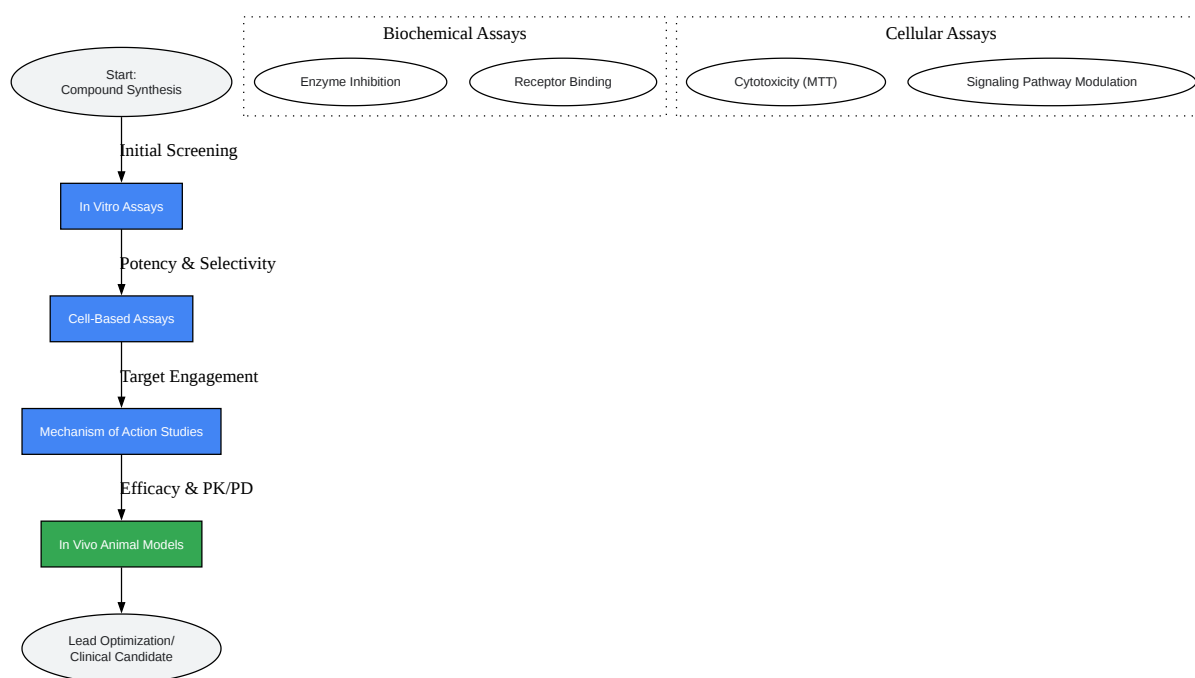 Start:
Compound Synthesis
Initial Screening
In Vitro Assays
Potency & Selectivity
Cell-Based Assays
Target Engagement
Mechanism of Action Studies
Efficacy & PK/PD
In Vivo Animal Models
Lead Optimization/
Clinical Candidate
Biochemical Assays
Enzyme Inhibition
Receptor Binding
Cellular Assays
Cytotoxicity (MTT)
Signaling Pathway Modulation